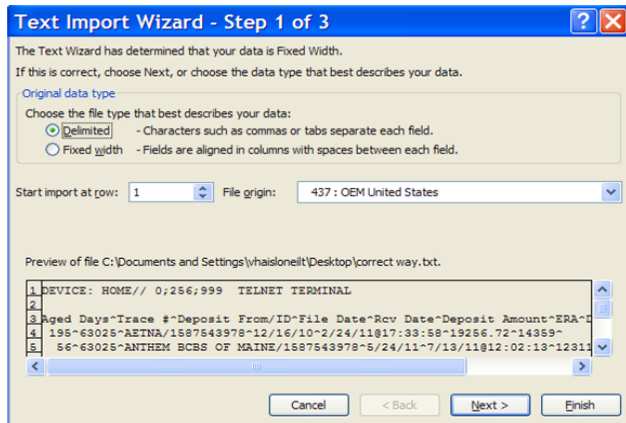 Text Import Wizard - Step 1 of 3
The Text Wizard has determined that your data is Fixed Width.
If this is correct, choose Next, or choose the data type that best describes your data.
Original data type
Choose the file type that best describes your data:
Delimited - Characters such as commas or tabs separate each field.
Fixed width - Fields are aligned in columns with spaces between each field.
Start import at row: 1 File origin: 437 : OEM United States
Preview of file C:\Documents and Settings\vhaisloneilt\Desktop\correct way.txt.
1 DEVICE: HOME// 0;256;999 TELNET TERMINAL
2
3 Aged Days^Trace #^Deposit From/ID^File Date^Rcv Date^Deposit Amount^ERA^D
4 195^63025^AETNA/1587543978^12/16/10^2/24/11@17:33:58^19256.72^14359^
5 56^63025^ANTHEM BCBS OF MAINE/1587543978^5/24/11^7/13/11@12:02:13^12311
Cancel < Back Next > Finish